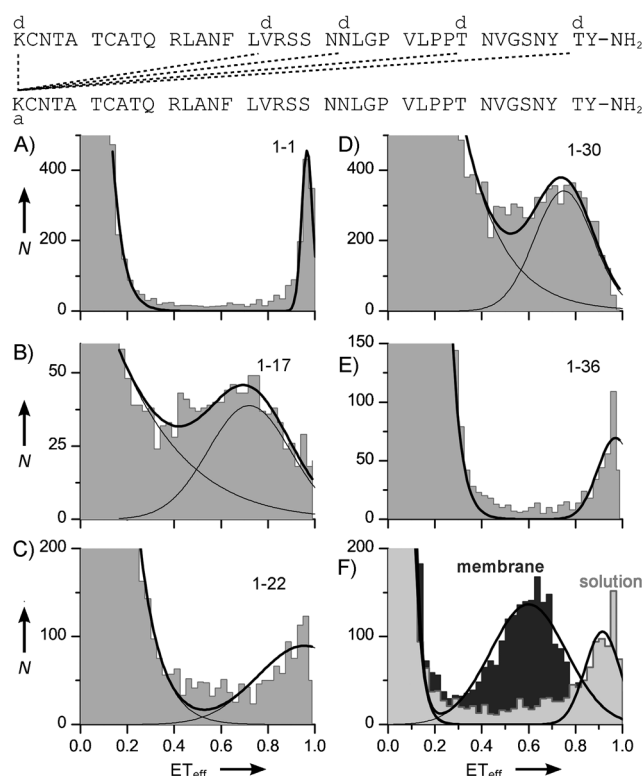 d d d d d
KCNTA TCATQ RLANF LVRSS NNLGP VLPPT NVGSNY TY-NH₂
KCNTA TCATQ RLANF LVRSS NNLGP VLPPT NVGSNY TY-NH₂
a
A)
1-1
400
200
0
N
B)
1-17
50
25
0
N
C)
1-22
200
100
0
N
0.0 0.2 0.4 0.6 0.8 1.0
ETeff
D)
1-30
400
200
0
E)
1-36
150
100
50
0
F)
membrane
solution
200
100
0
0.0 0.2 0.4 0.6 0.8 1.0
ETeff